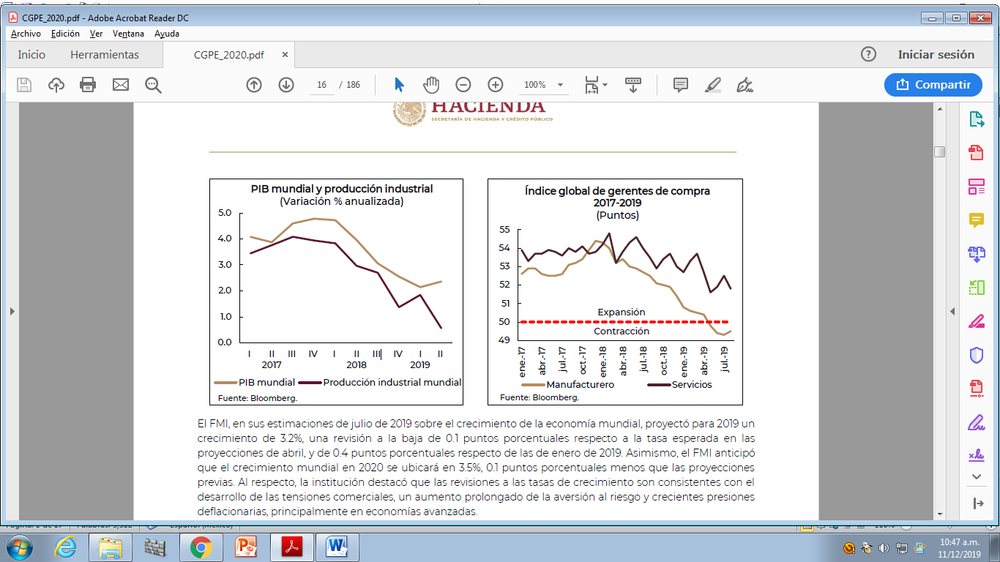 CGPE_2020.pdf - Adobe Acrobat Reader DC
Archivo Edición Ver Ventana Ayuda
Inicio Herramientas CGPE_2020.pdf × Iniciar sesión
16 / 186 100% Compartir
HACIENDA
SECRETARÍA DE HACIENDA Y CRÉDITO PÚBLICO
PIB mundial y producción industrial
(Variación % anualizada)
5.0
4.0
3.0
2.0
1.0
0.0
I II III IV I II III IV I II
2017 2018 2019
PIB mundial Producción industrial mundial
Fuente: Bloomberg.
Índice global de gerentes de compra
2017-2019
(Puntos)
55
54
53
52
51
50
49
Expansión
Contracción
ene.-17 abr.-17 jul.-17 oct.-17 ene.-18 abr.-18 jul.-18 oct.-18 ene.-19 abr.-19 jul.-19
Manufacturero Servicios
Fuente: Bloomberg.
El FMI, en sus estimaciones de julio de 2019 sobre el crecimiento de la economía mundial, proyectó para 2019 un
crecimiento de 3.2%, una revisión a la baja de 0.1 puntos porcentuales respecto a la tasa esperada en las
proyecciones de abril, y de 0.4 puntos porcentuales respecto de las de enero de 2019. Asimismo, el FMI anticipó
que el crecimiento mundial en 2020 se ubicará en 3.5%, 0.1 puntos porcentuales menos que las proyecciones
previas. Al respecto, la institución destacó que las revisiones a las tasas de crecimiento son consistentes con el
desarrollo de las tensiones comerciales, un aumento prolongado de la aversión al riesgo y crecientes presiones
deflacionarias, principalmente en economías avanzadas.
10:47 a.m.
11/12/2019